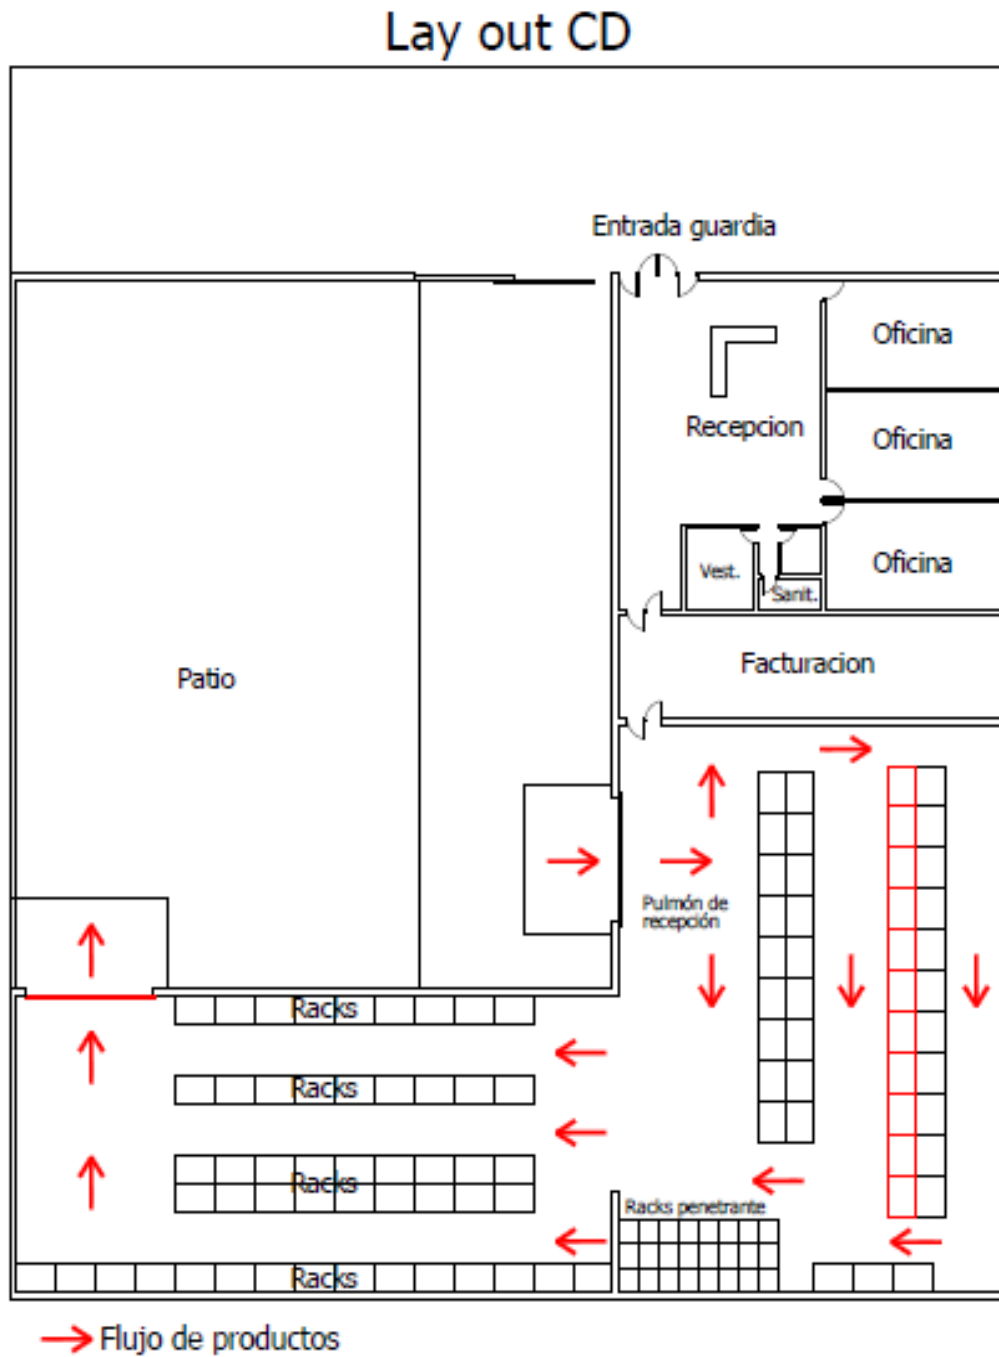 Lay out CD
Entrada guardia
Oficina
Recepcion
Oficina
Oficina
Vest.
Sanit.
Facturacion
Patio
Pulmón de
recepción
Racks
Racks
Racks
Racks penetrante
Racks
Flujo de productos